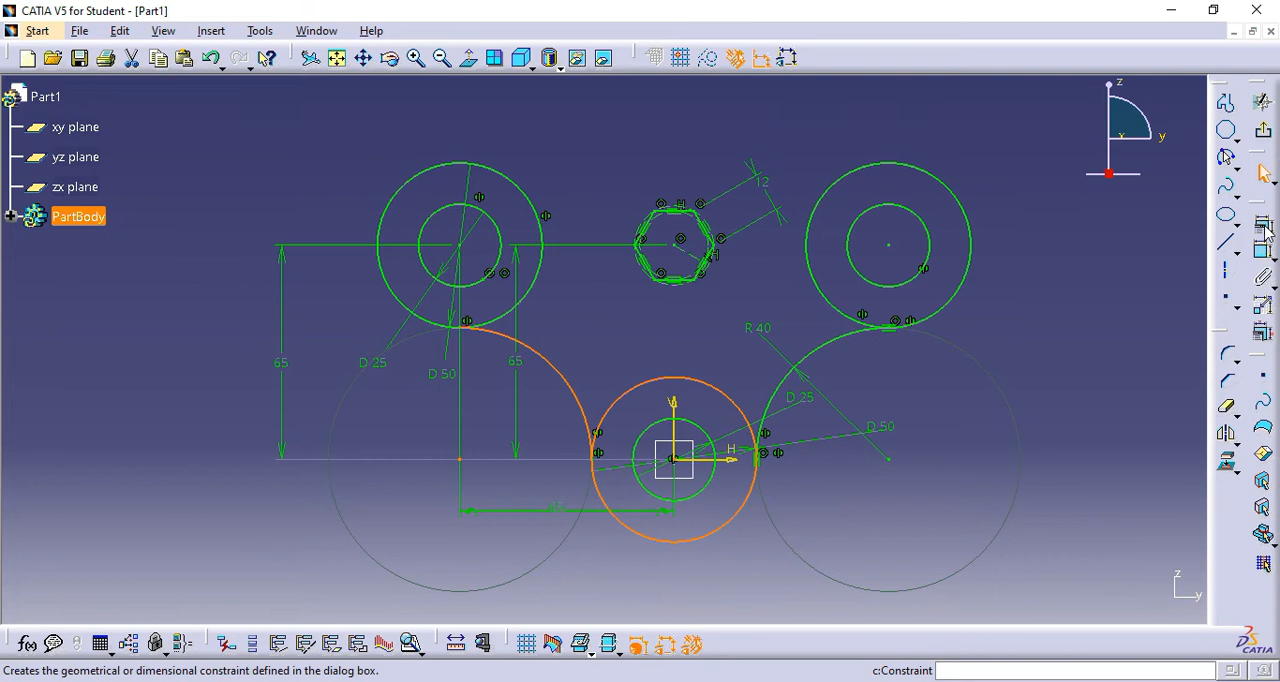 CATIA V5 for Student - [Part1]
Start File Edit View Insert Tools Window Help
Part1
xy plane
yz plane
zx plane
PartBody
z
x
y
12
H
H
65
65
D 25
D 50
R 40
D 25
D 50
V
H
z
y
f(x)
CATIA
Creates the geometrical or dimensional constraint defined in the dialog box.
c:Constraint